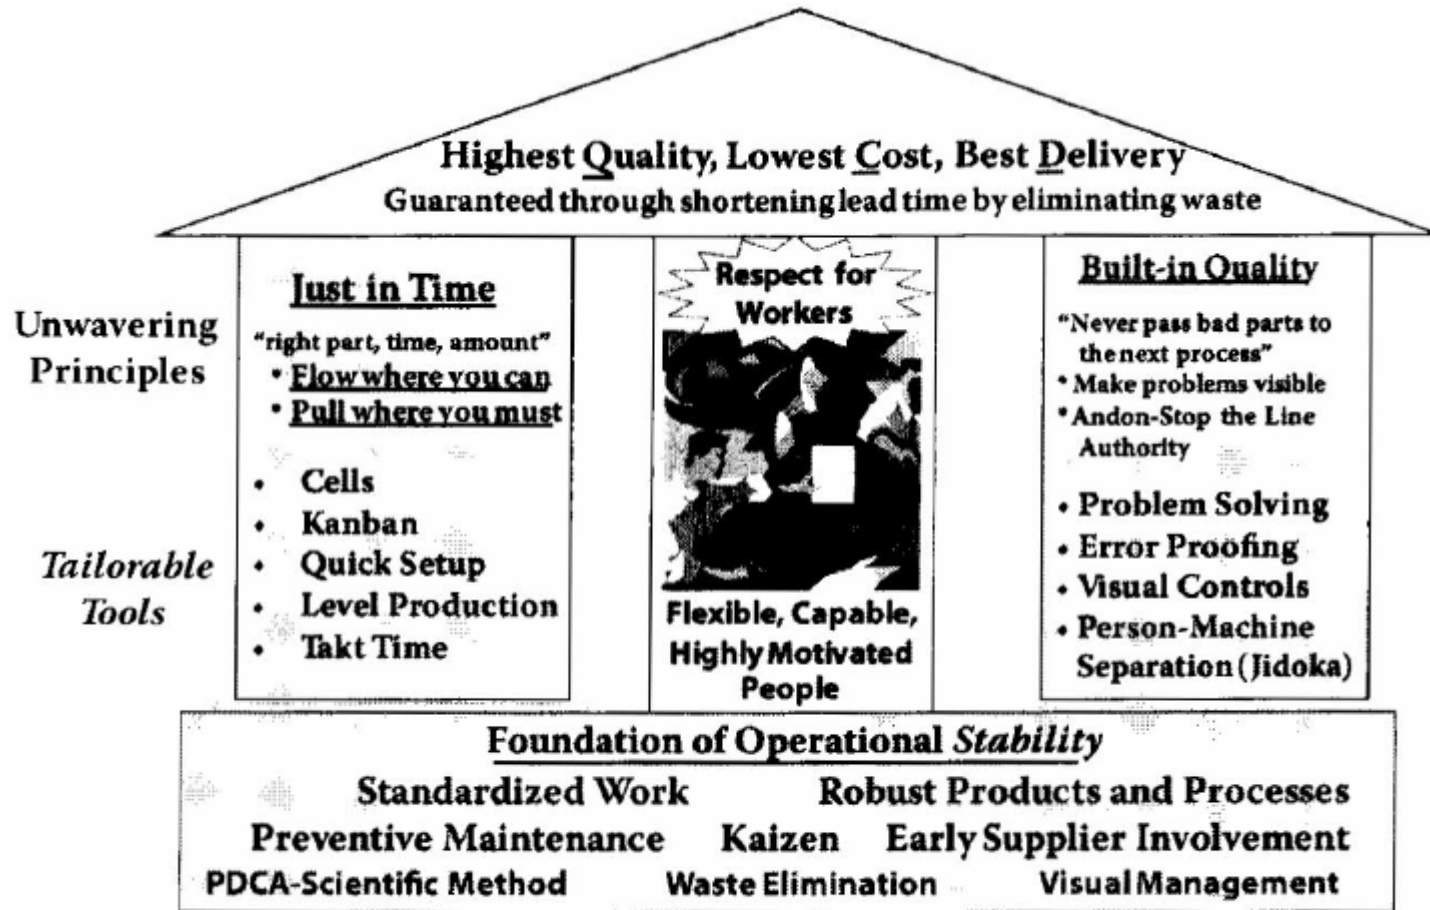 Highest Quality, Lowest Cost, Best Delivery
Guaranteed through shortening lead time by eliminating waste
Unwavering
Principles
Tailorable
Tools
Just in Time
"right part, time, amount"
* Flow where you can
* Pull where you must
• Cells
• Kanban
• Quick Setup
• Level Production
• Takt Time
Respect for
Workers
Flexible, Capable,
Highly Motivated
People
Built-in Quality
"Never pass bad parts to
the next process"
* Make problems visible
* Andon-Stop the Line
Authority
• Problem Solving
• Error Proofing
• Visual Controls
• Person-Machine
Separation (Jidoka)
Foundation of Operational Stability
Standardized Work Robust Products and Processes
Preventive Maintenance Kaizen Early Supplier Involvement
PDCA-Scientific Method Waste Elimination Visual Management